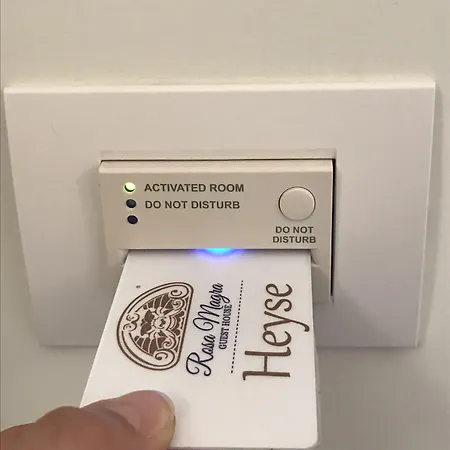 ACTIVATED ROOM
DO NOT DISTURB
DO NOT
DISTURB
Rosa Magra
GUEST HOUSE
Heyse